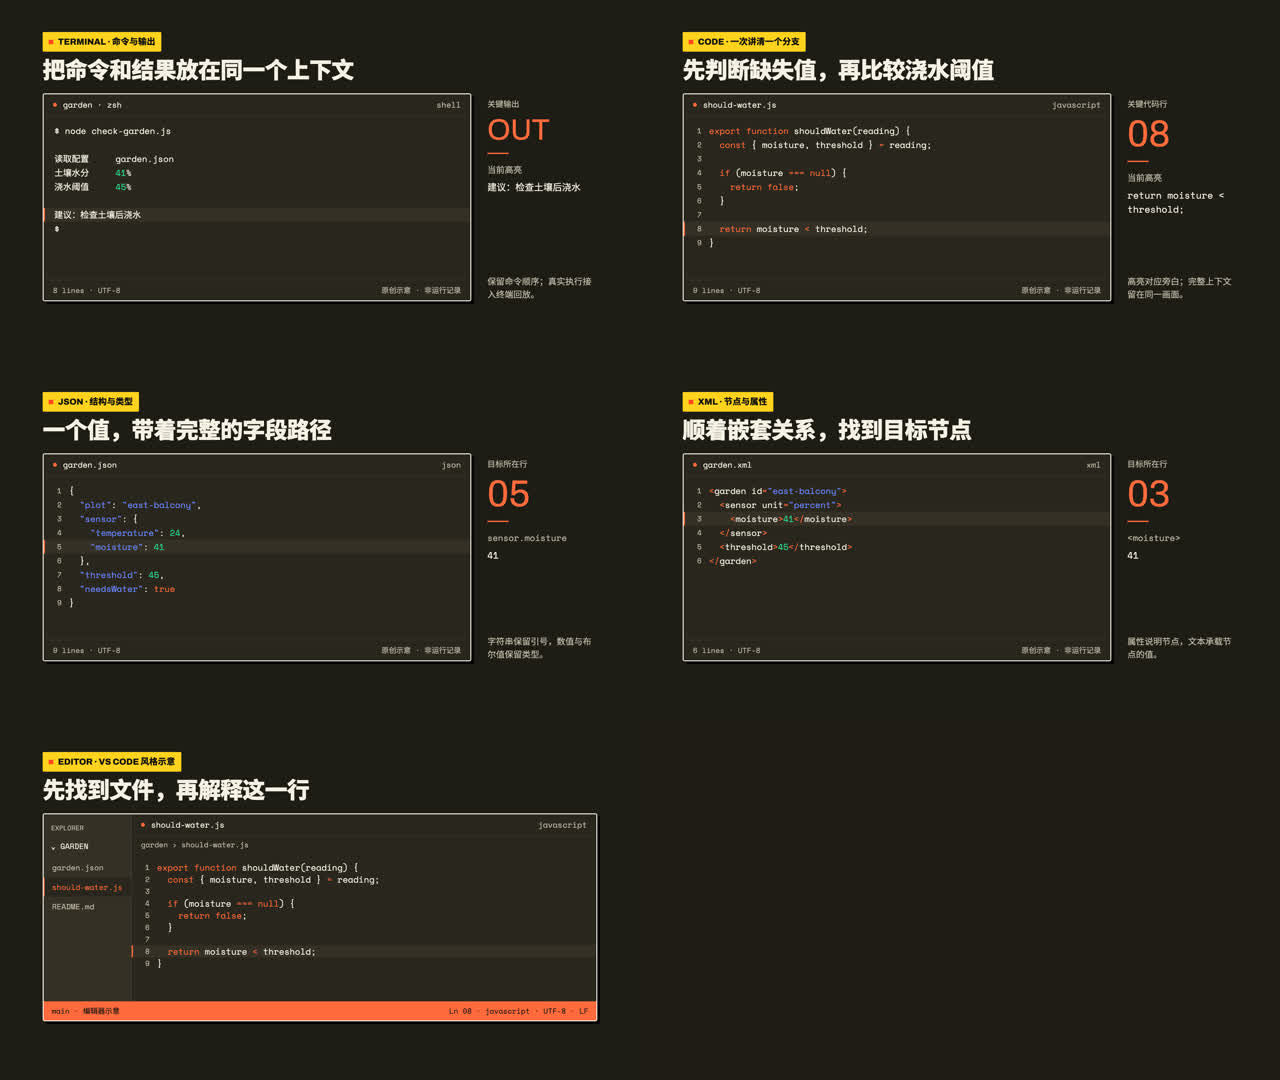 TERMINAL · 命令与输出
把命令和结果放在同一个上下文
garden · zsh
shell
$ node check-garden.js
读取配置 garden.json
土壤水分 41%
浇水阈值 45%
建议：检查土壤后浇水
$
8 lines · UTF-8
原创示意 · 非运行记录
关键输出
OUT
当前高亮
建议：检查土壤后浇水
保留命令顺序；真实执行接
入终端回放。
CODE · 一次讲清一个分支
先判断缺失值，再比较浇水阈值
should-water.js
javascript
1 export function shouldWater(reading) {
2 const { moisture, threshold } = reading;
3
4 if (moisture === null) {
5 return false;
6 }
7
8 return moisture < threshold;
9 }
9 lines · UTF-8
原创示意 · 非运行记录
关键代码行
08
当前高亮
return moisture <
threshold;
高亮对应旁白；完整上下文
留在同一画面。
JSON · 结构与类型
一个值，带着完整的字段路径
garden.json
json
1 {
2 "plot": "east-balcony",
3 "sensor": {
4 "temperature": 24,
5 "moisture": 41
6 },
7 "threshold": 45,
8 "needsWater": true
9 }
9 lines · UTF-8
原创示意 · 非运行记录
目标所在行
05
sensor.moisture
41
字符串保留引号，数值与布
尔值保留类型。
XML · 节点与属性
顺着嵌套关系，找到目标节点
garden.xml
xml
1 <garden id="east-balcony">
2 <sensor unit="percent">
3 <moisture>41</moisture>
4 </sensor>
5 <threshold>45</threshold>
6 </garden>
6 lines · UTF-8
原创示意 · 非运行记录
目标所在行
03
<moisture>
41
属性说明节点，文本承载节
点的值。
EDITOR · VS CODE 风格示意
先找到文件，再解释这一行
EXPLORER
⌄ GARDEN
garden.json
should-water.js
README.md
should-water.js
javascript
garden › should-water.js
1 export function shouldWater(reading) {
2 const { moisture, threshold } = reading;
3
4 if (moisture === null) {
5 return false;
6 }
7
8 return moisture < threshold;
9 }
main · 编辑器示意
Ln 08 · javascript · UTF-8 · LF